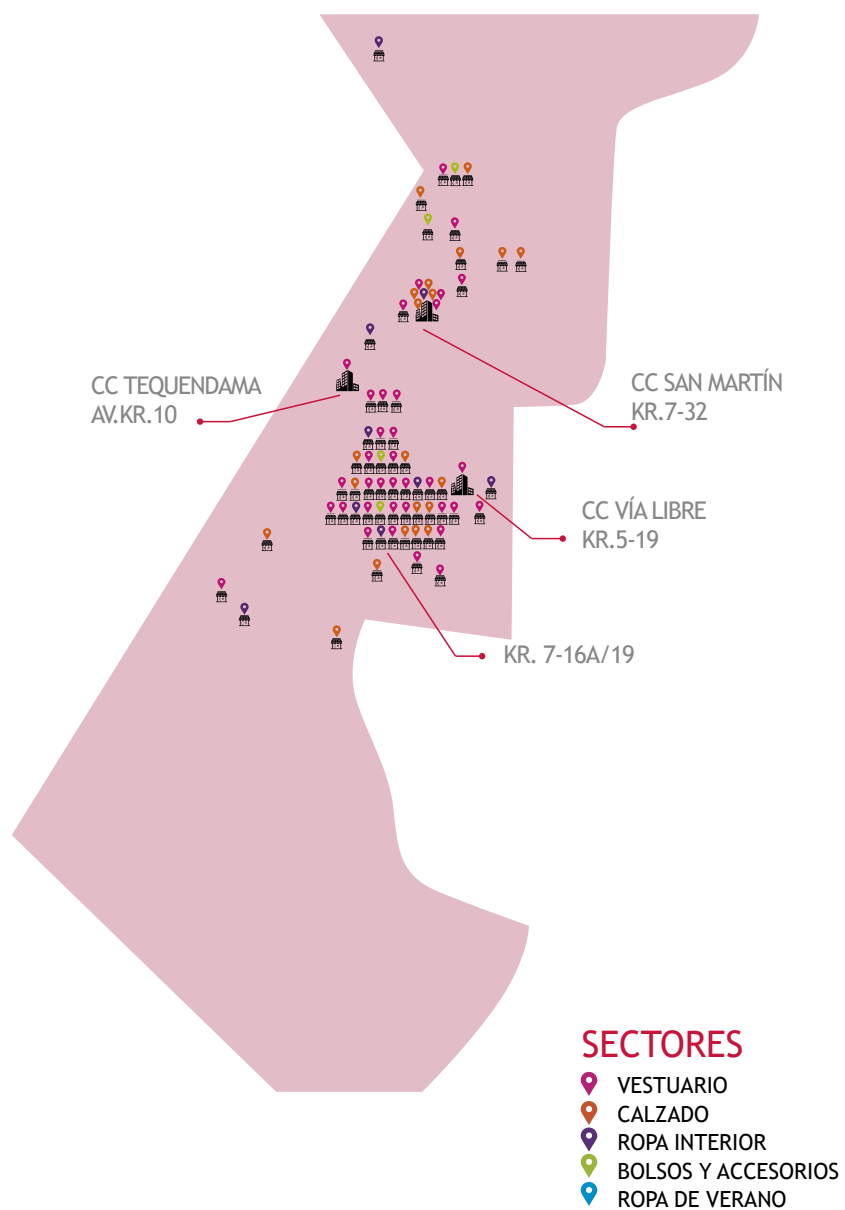 CC TEQUENDAMA
AV.KR.10
CC SAN MARTÍN
KR.7-32
CC VÍA LIBRE
KR.5-19
KR. 7-16A/19
SECTORES
VESTUARIO
CALZADO
ROPA INTERIOR
BOLSOS Y ACCESORIOS
ROPA DE VERANO